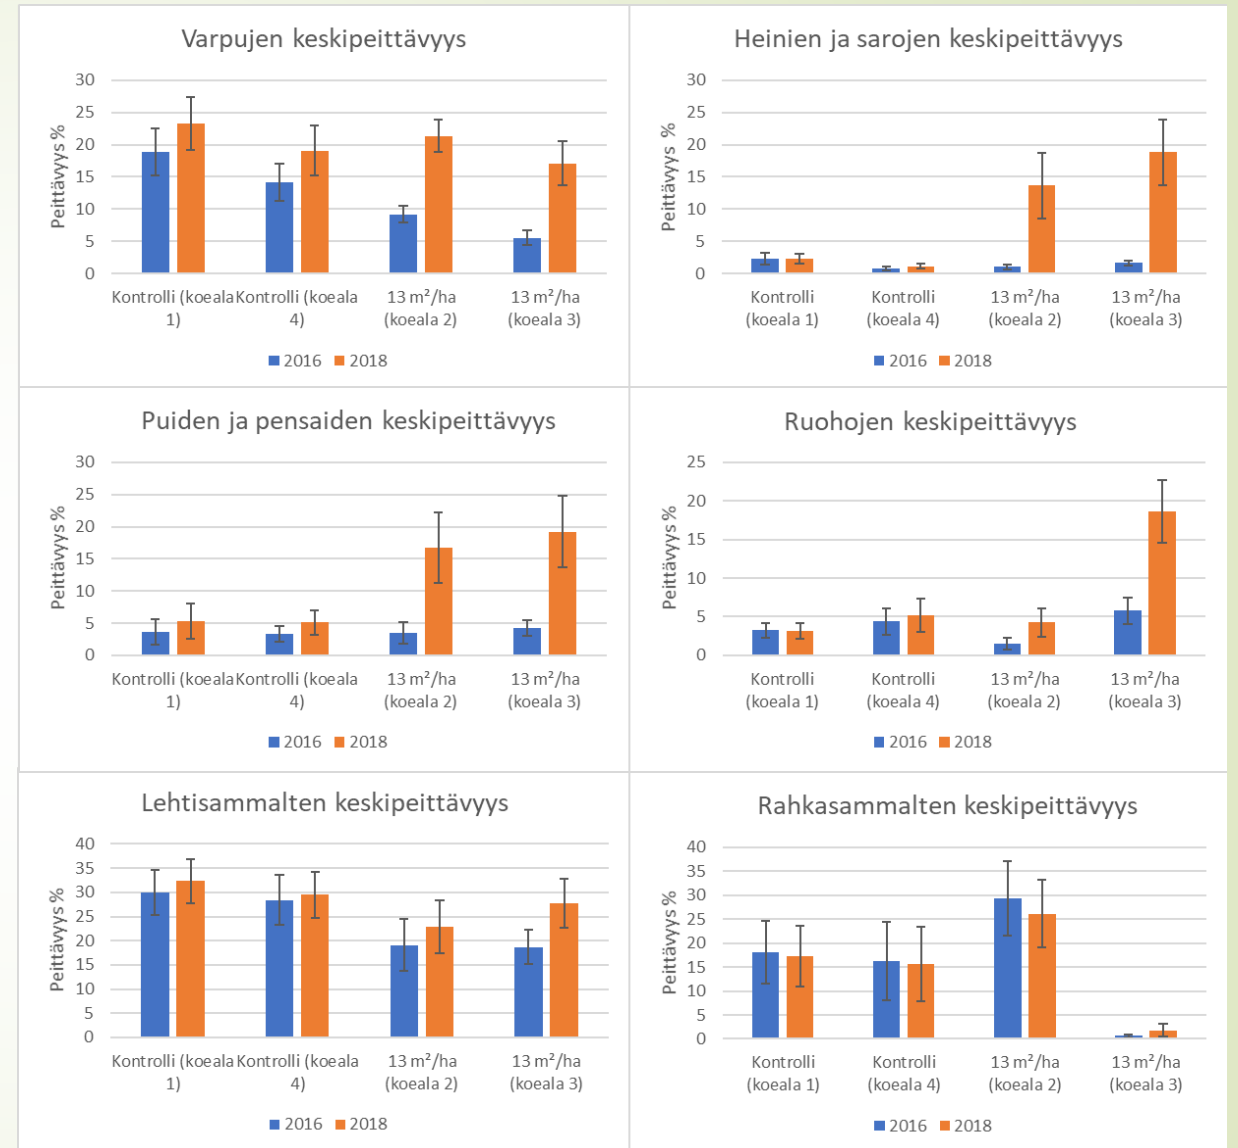 Varpujen keskipeittävyys
Peittävyys %
30
25
20
15
10
5
0
Kontrolli (koeala 1)
Kontrolli (koeala 4)
13 m²/ha (koeala 2)
13 m²/ha (koeala 3)
2016 2018
Heinien ja sarojen keskipeittävyys
Peittävyys %
30
25
20
15
10
5
0
Kontrolli (koeala 1)
Kontrolli (koeala 4)
13 m²/ha (koeala 2)
13 m²/ha (koeala 3)
2016 2018
Puiden ja pensaiden keskipeittävyys
Peittävyys %
30
25
20
15
10
5
0
Kontrolli (koeala 1)
Kontrolli (koeala 4)
13 m²/ha (koeala 2)
13 m²/ha (koeala 3)
2016 2018
Ruohojen keskipeittävyys
Peittävyys %
25
20
15
10
5
0
Kontrolli (koeala 1)
Kontrolli (koeala 4)
13 m²/ha (koeala 2)
13 m²/ha (koeala 3)
2016 2018
Lehtisammalten keskipeittävyys
Peittävyys %
40
35
30
25
20
15
10
5
0
Kontrolli (koeala 1)
Kontrolli (koeala 4)
13 m²/ha (koeala 2)
13 m²/ha (koeala 3)
2016 2018
Rahkasammalten keskipeittävyys
Peittävyys %
40
35
30
25
20
15
10
5
0
Kontrolli (koeala 1)
Kontrolli (koeala 4)
13 m²/ha (koeala 2)
13 m²/ha (koeala 3)
2016 2018